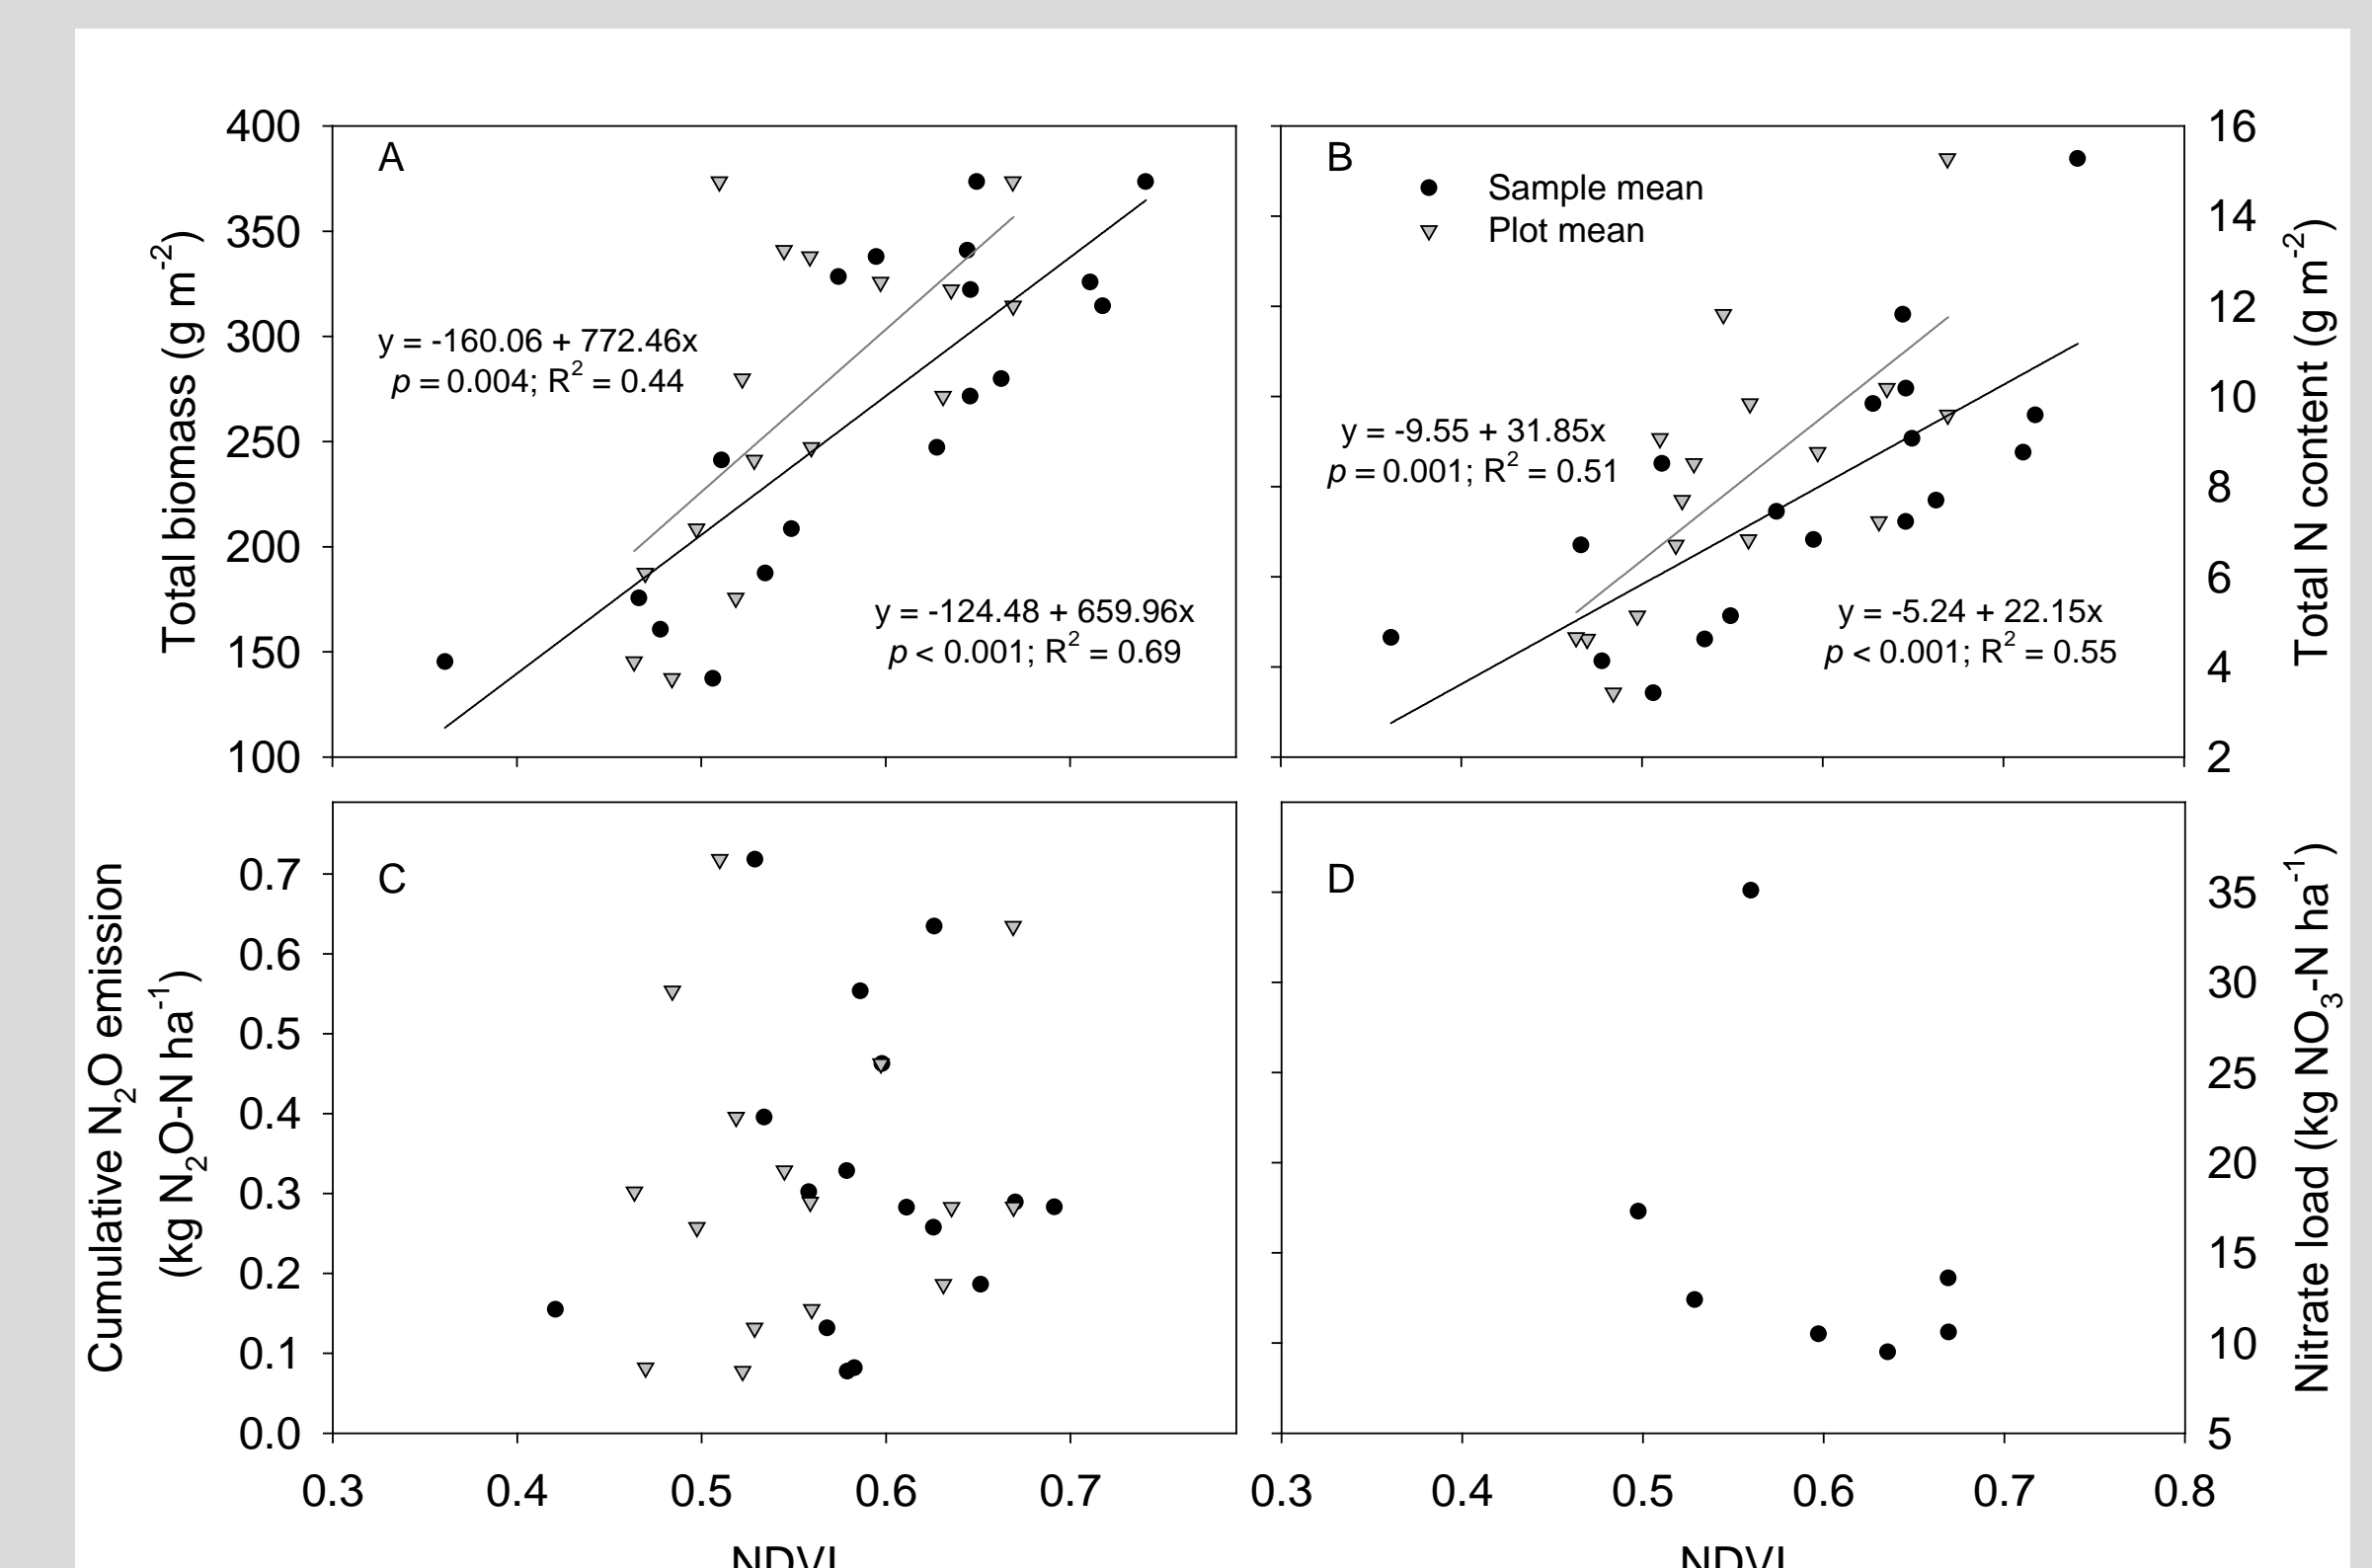 400
350
300
250
200
150
100
Total biomass (g m⁻²)
A
y = -160.06 + 772.46x
p = 0.004; R² = 0.44
y = -124.48 + 659.96x
p < 0.001; R² = 0.69
B
Sample mean
Plot mean
y = -9.55 + 31.85x
p = 0.001; R² = 0.51
y = -5.24 + 22.15x
p < 0.001; R² = 0.55
16
14
12
10
8
6
4
2
Total N content (g m⁻²)
Cumulative N₂O emission
(kg N₂O-N ha⁻¹)
0.7
0.6
0.5
0.4
0.3
0.2
0.1
0.0
C
0.3 0.4 0.5 0.6 0.7
NDVI
D
35
30
25
20
15
10
5
Nitrate load (kg NO₃-N ha⁻¹)
0.3 0.4 0.5 0.6 0.7 0.8
NDVI